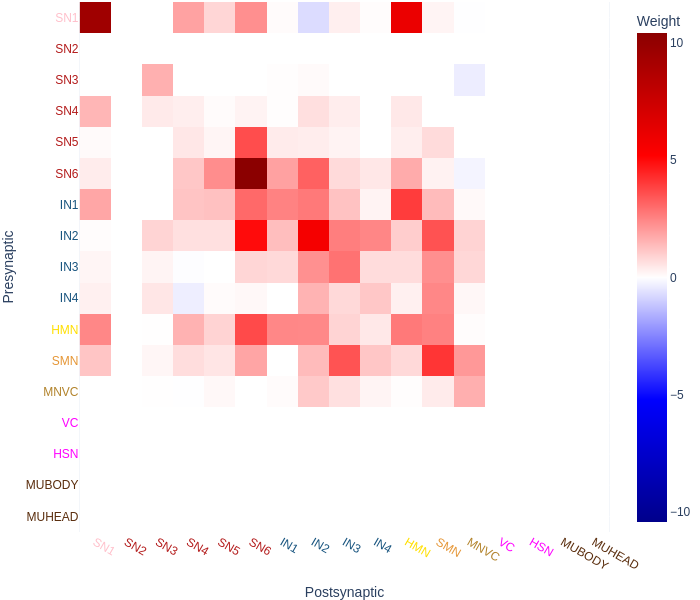 Weight
SN1
SN2
SN3
SN4
SN5
SN6
IN1
IN2
IN3
IN4
HMN
SMN
MNVC
VC
HSN
MUBODY
MUHEAD
Presynaptic
10
5
0
−5
−10
SN1 SN2 SN3 SN4 SN5 SN6 IN1 IN2 IN3 IN4 HMN SMN MNVC VC HSN MUBODY MUHEAD
Postsynaptic